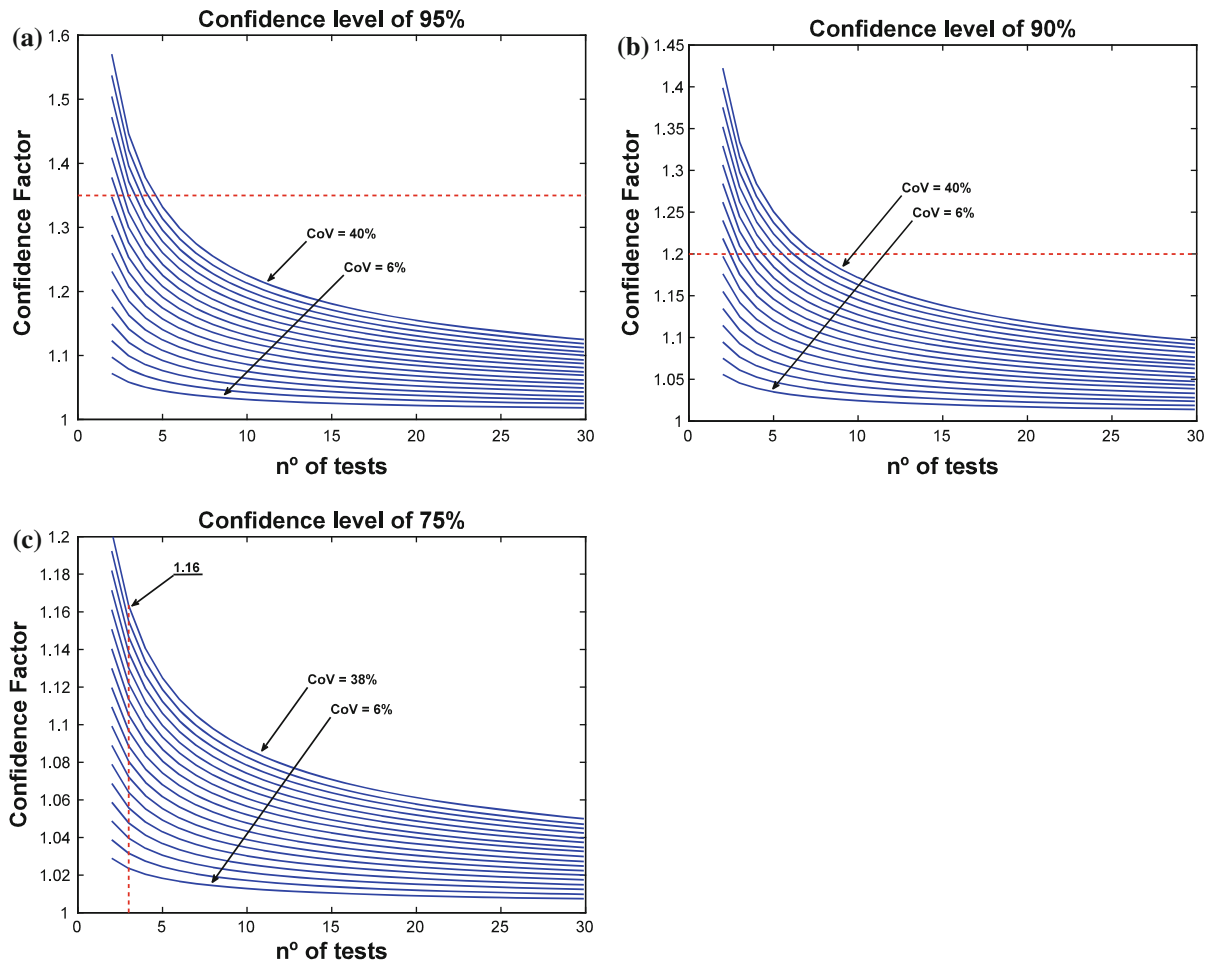 (a)
Confidence level of 95%
1.6
1.5
1.4
1.3
1.2
1.1
1
Confidence Factor
CoV = 40%
CoV = 6%
0 5 10 15 20 25 30
nº of tests
(b)
Confidence level of 90%
1.45
1.4
1.35
1.3
1.25
1.2
1.15
1.1
1.05
1
Confidence Factor
CoV = 40%
CoV = 6%
0 5 10 15 20 25 30
nº of tests
(c)
Confidence level of 75%
1.2
1.18
1.16
1.14
1.12
1.1
1.08
1.06
1.04
1.02
1
Confidence Factor
1.16
CoV = 38%
CoV = 6%
0 5 10 15 20 25 30
nº of tests